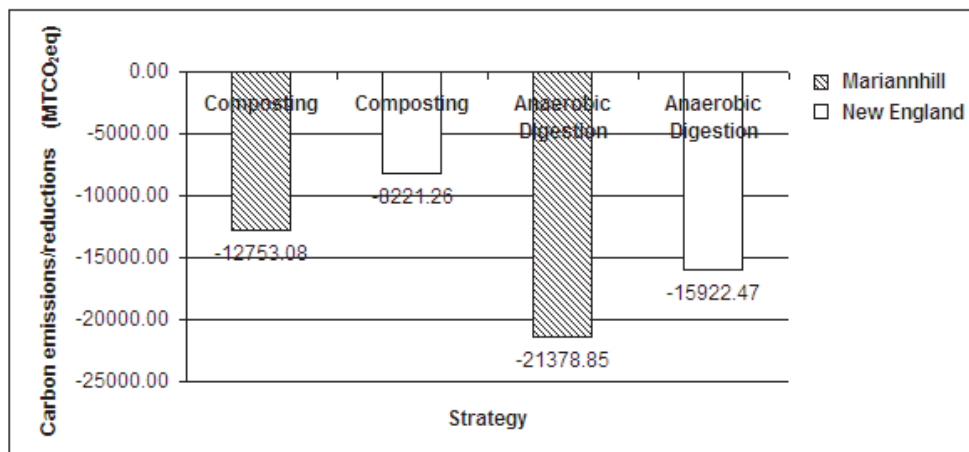 Carbon emissions/reductions (MTCO₂eq)
0.00
-5000.00
-10000.00
-15000.00
-20000.00
-25000.00
Composting
Composting
Anaerobic
Digestion
Anaerobic
Digestion
-12753.08
-8221.26
-21378.85
-15922.47
Strategy
Mariannhill
New England